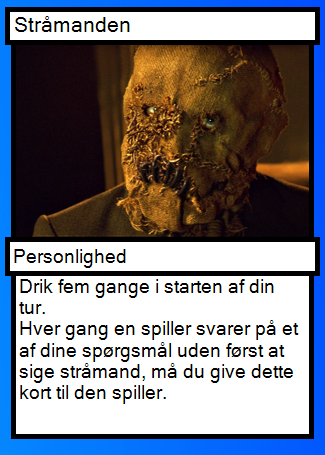 Stråmanden
Personlighed
Drik fem gange i starten af din
tur.
Hver gang en spiller svarer på et
af dine spørgsmål uden først at
sige stråmand, må du give dette
kort til den spiller.